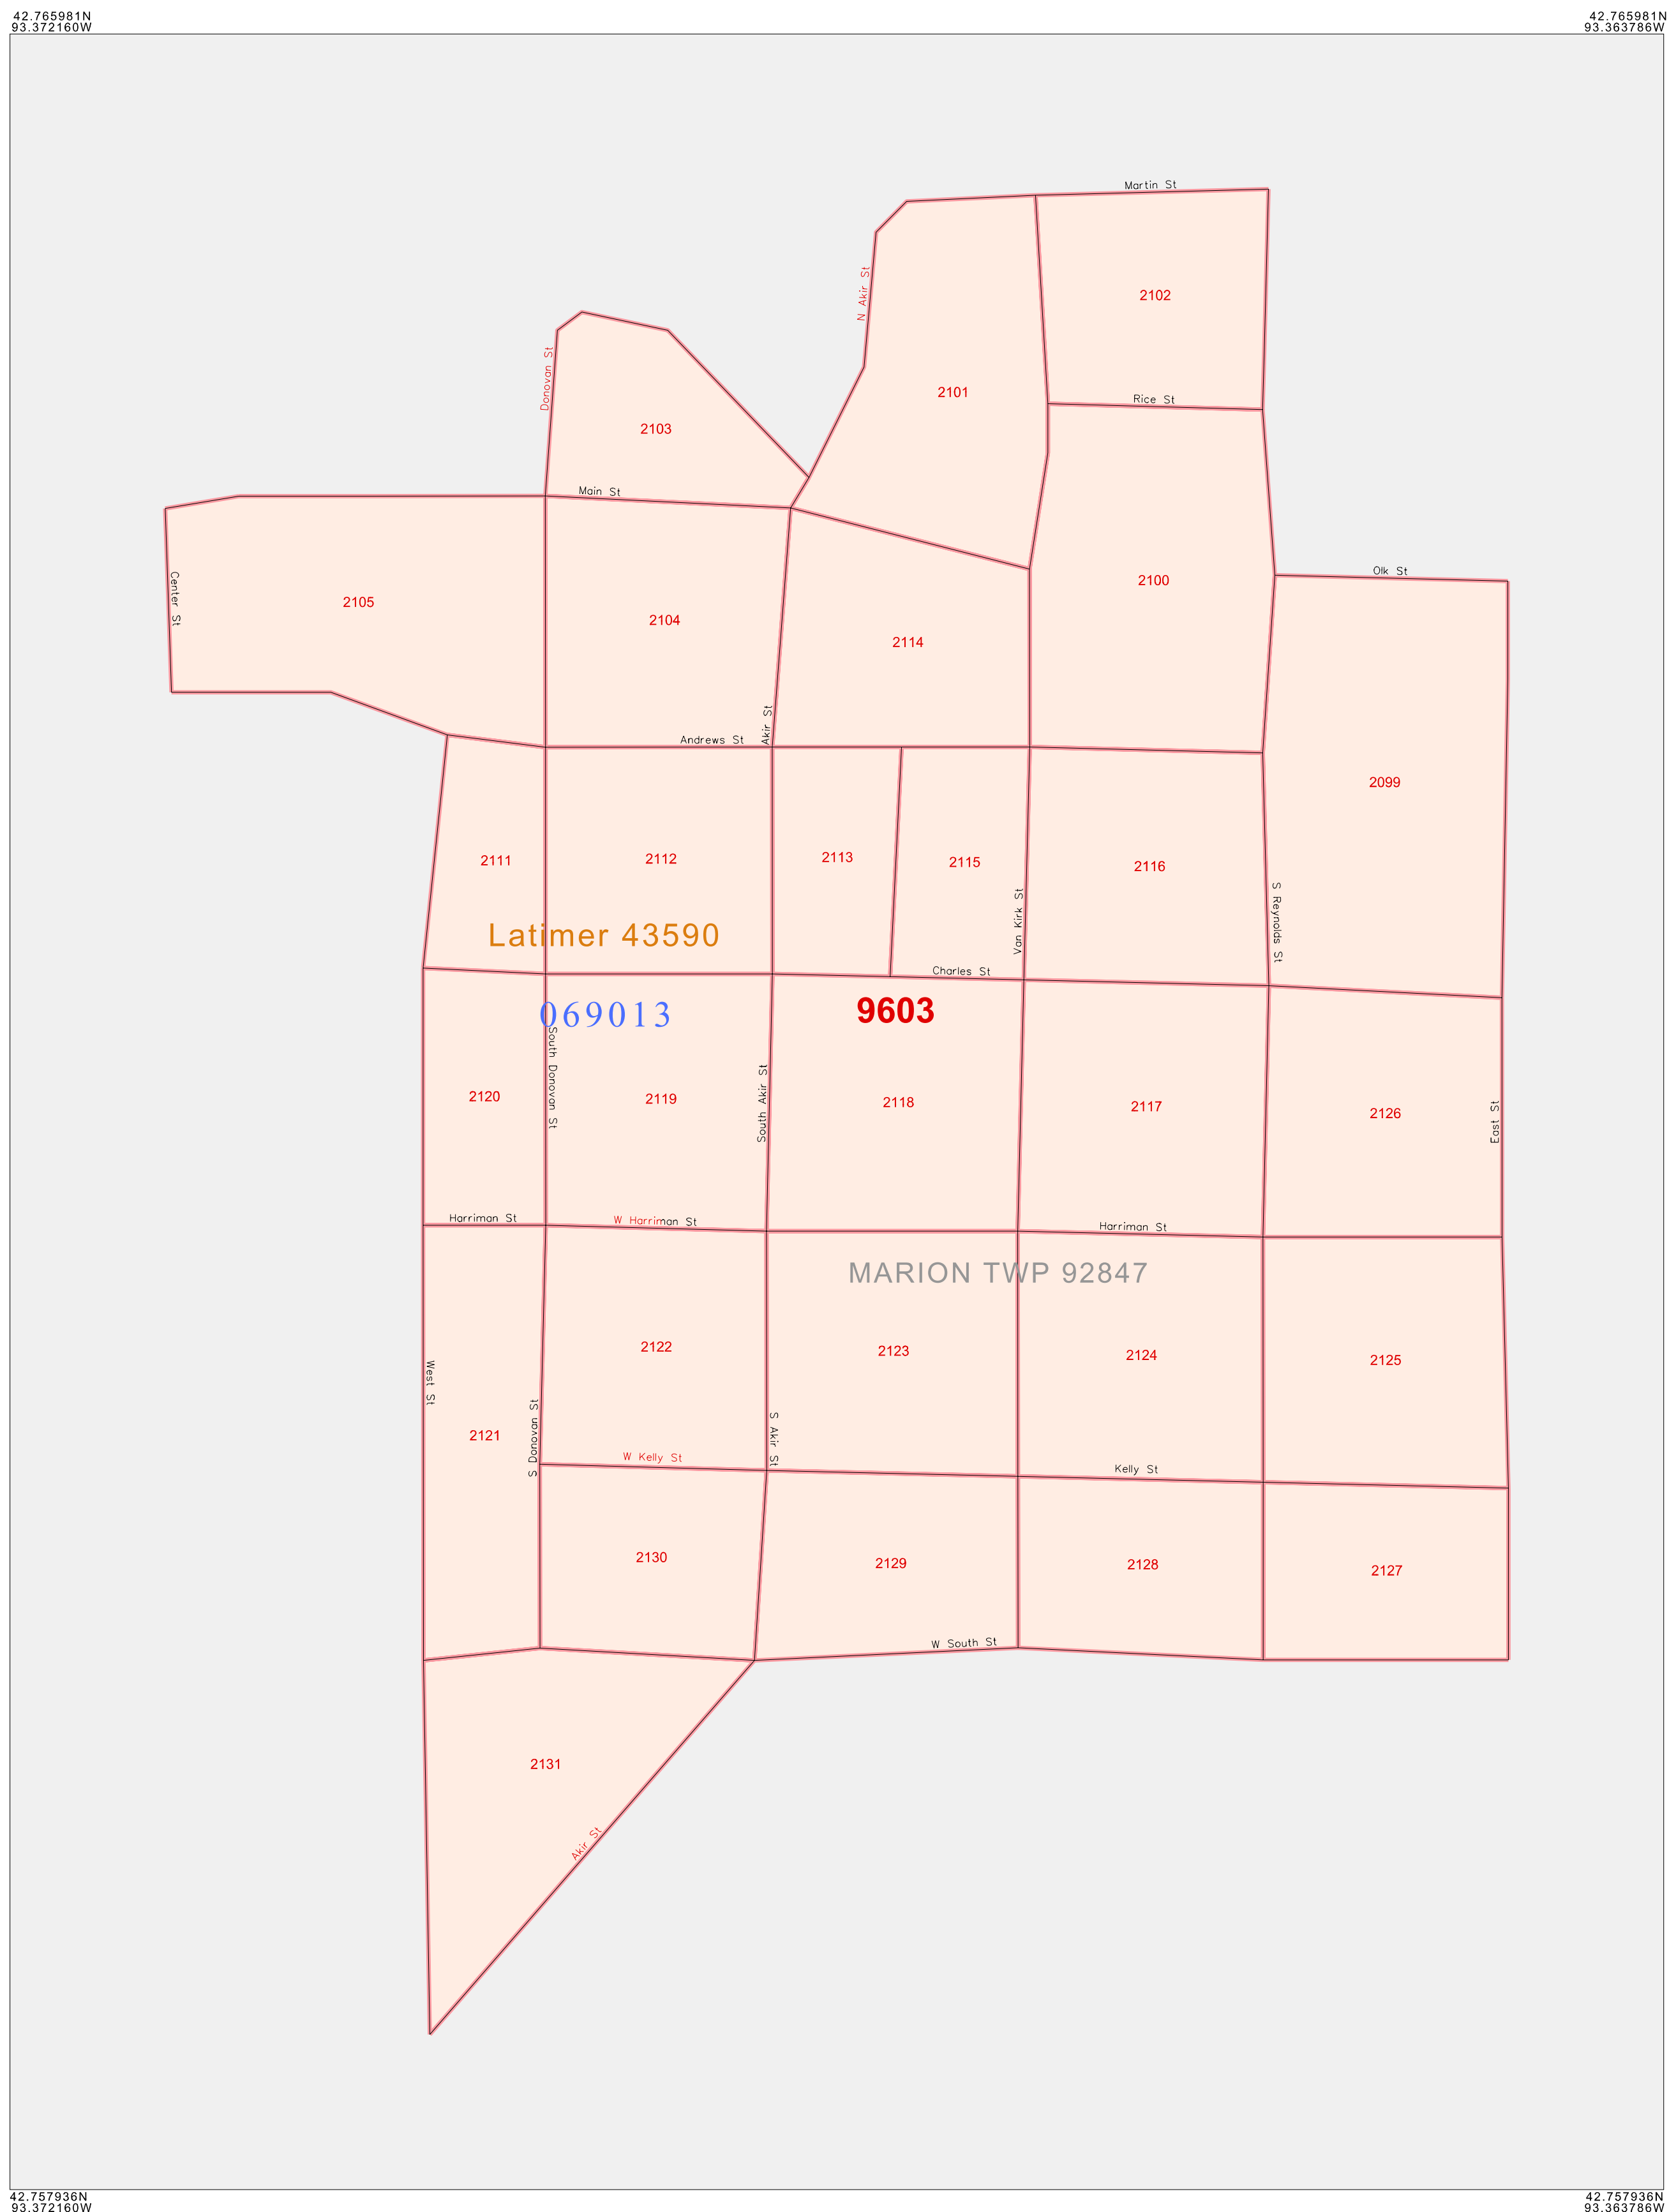 42.765981N
93.372160W
42.765981N
93.363786W
Martin St
N Akir St
2102
Donovan St
2101
Rice St
2103
Main St
Olk St
Center St
2105
2104
2100
2114
Akir St
Andrews St
2099
2111
2112
2113
2115
2116
Van Kirk St
S Reynolds St
Latimer 43590
Charles St
069013
9603
South Donovan St
South Akir St
2120
2119
2118
2117
2126
East St
Harriman St
W Harriman St
Harriman St
MARION TWP 92847
2122
2123
2124
2125
West St
2121
S Donovan St
S Akir St
W Kelly St
Kelly St
2130
2129
2128
2127
W South St
2131
Akir St
42.757936N
93.372160W
42.757936N
93.363786W